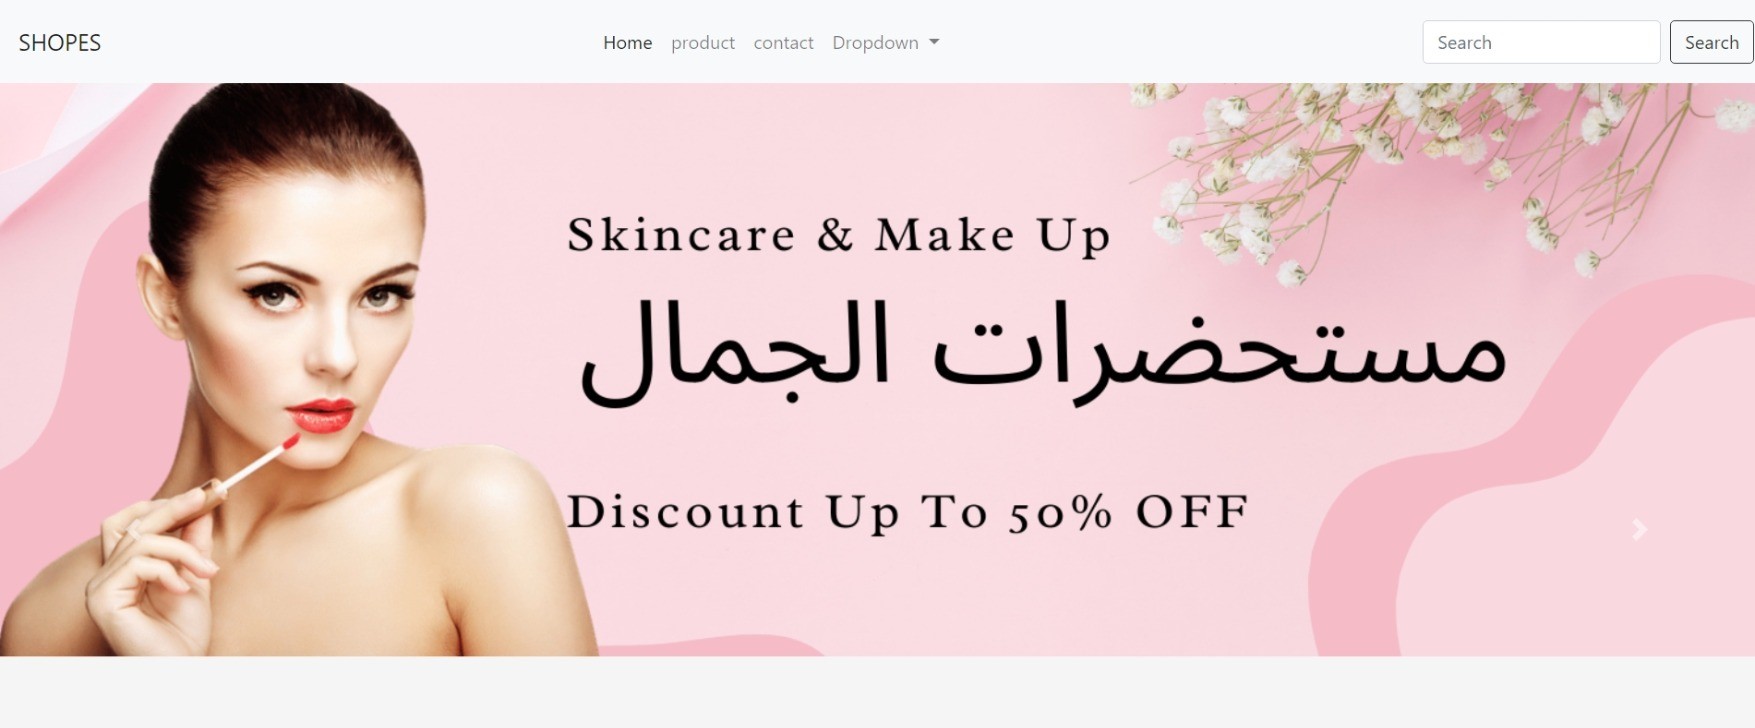 SHOPES
Home product contact Dropdown
Search
Search
Skincare & Make Up
مستحضرات الجمال
Discount Up To 50% OFF